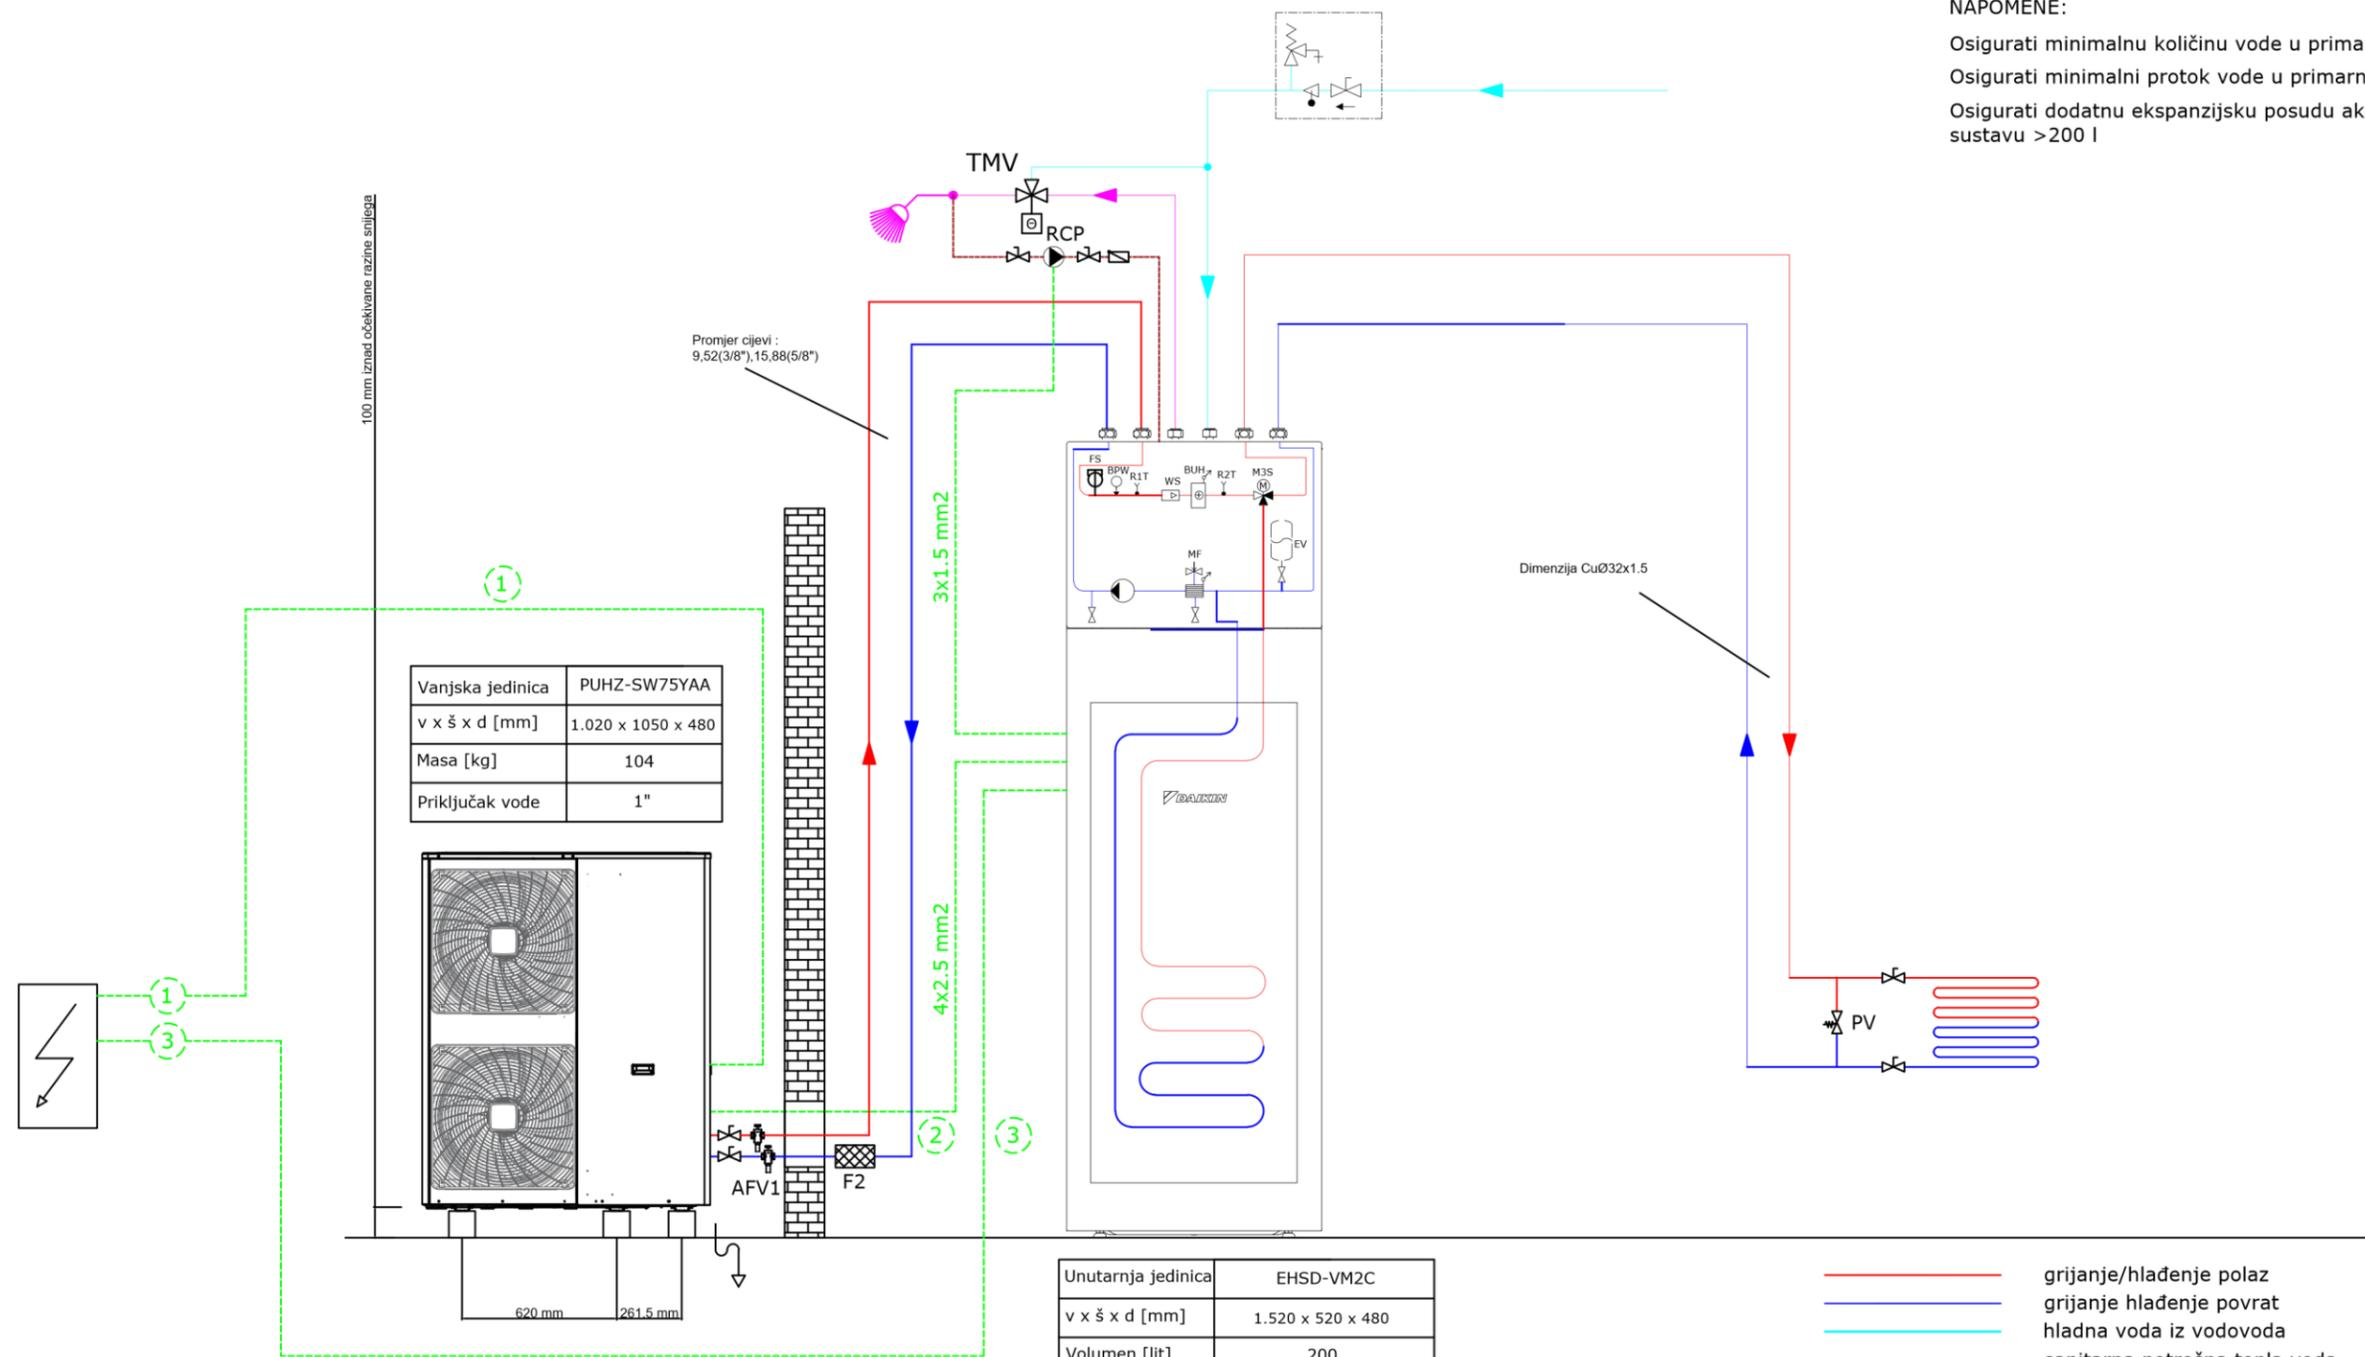 NAPOMENE:
Osigurati minimalnu količinu vode u prima
Osigurati minimalni protok vode u primarn
Osigurati dodatnu ekspanzijsku posudu ak
sustavu >200 l
TMV
RCP
100 mm iznad očekivane razine snijega
Promjer cijevi :
9,52(3/8"),15,88(5/8")
FS
BPW
R1T
WS
BUH
R2T
M3S
M
3x1.5 mm2
EV
MF
Dimenzija CuØ32x1.5
1
Vanjska jedinica PUHZ-SW75YAA
v x š x d [mm] 1.020 x 1050 x 480
Masa [kg] 104
Priključak vode 1"
DAIKIN
4x2.5 mm2
1
3
PV
2
3
AFV1
F2
620 mm
261.5 mm
Unutarnja jedinica EHSD-VM2C
v x š x d [mm] 1.520 x 520 x 480
Volumen [lit] 200
grijanje/hlađenje polaz
grijanje hlađenje povrat
hladna voda iz vodovoda
sanitarna potrošna topla voda